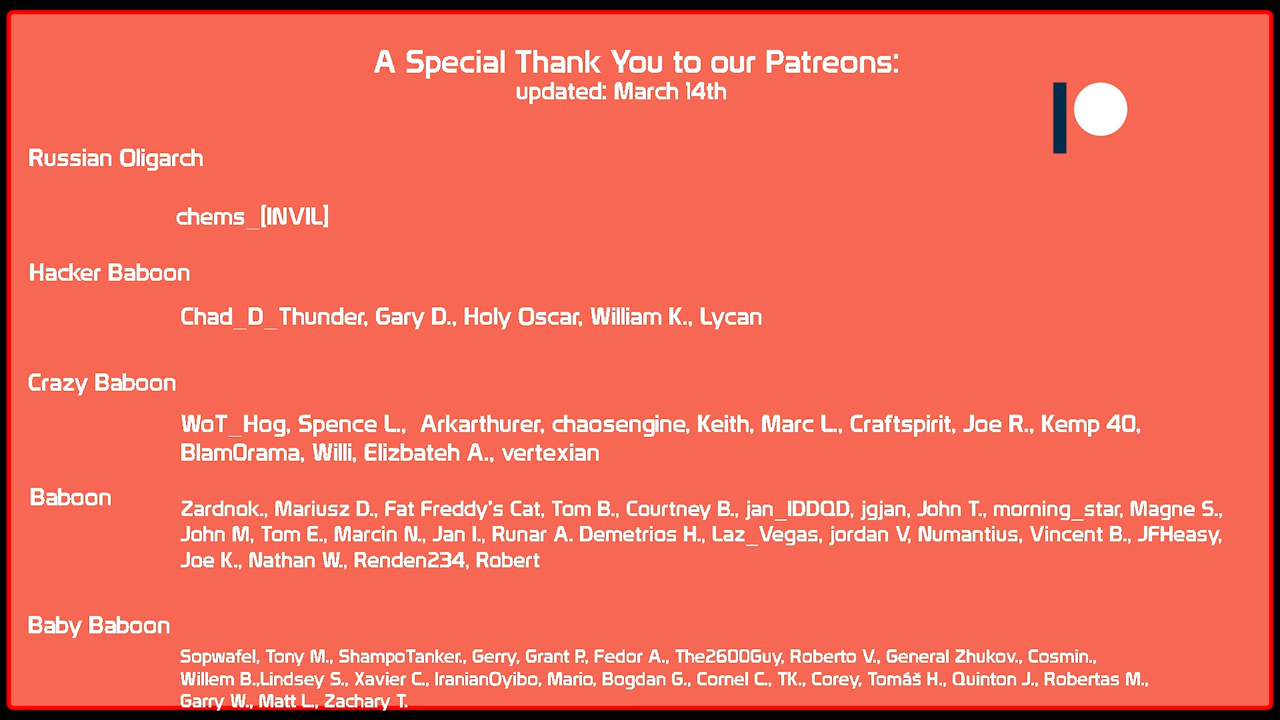 A Special Thank You to our Patreons:
updated: March 14th
Russian Oligarch
chems_[INVIL]
Hacker Baboon
Chad_D_Thunder, Gary D., Holy Oscar, William K., Lycan
Crazy Baboon
WoT_Hog, Spence L., Arkarthurer, chaosengine, Keith, Marc L., Craftspirit, Joe R., Kemp 40,
Blam0rama, Willi, Elizbateh A., vertexian
Baboon
Zardnok., Mariusz D., Fat Freddy's Cat, Tom B., Courtney B., jan_IDDQD, jgjan, John T., morning_star, Magne S.,
John M, Tom E., Marcin N., Jan I., Runar A. Demetrios H., Laz_Vegas, jordan V, Numantius, Vincent B., JFHeasy,
Joe K., Nathan W., Renden234, Robert
Baby Baboon
Sopwafel, Tony M., ShampoTanker., Gerry, Grant P., Fedor A., The2600Guy, Roberto V., General Zhukov., Cosmin.,
Willem B.,Lindsey S., Xavier C., IranianOyibo, Mario, Bogdan G., Cornel C., TK., Corey, Tomáš H., Quinton J., Robertas M.,
Garry W., Matt L., Zachary T.